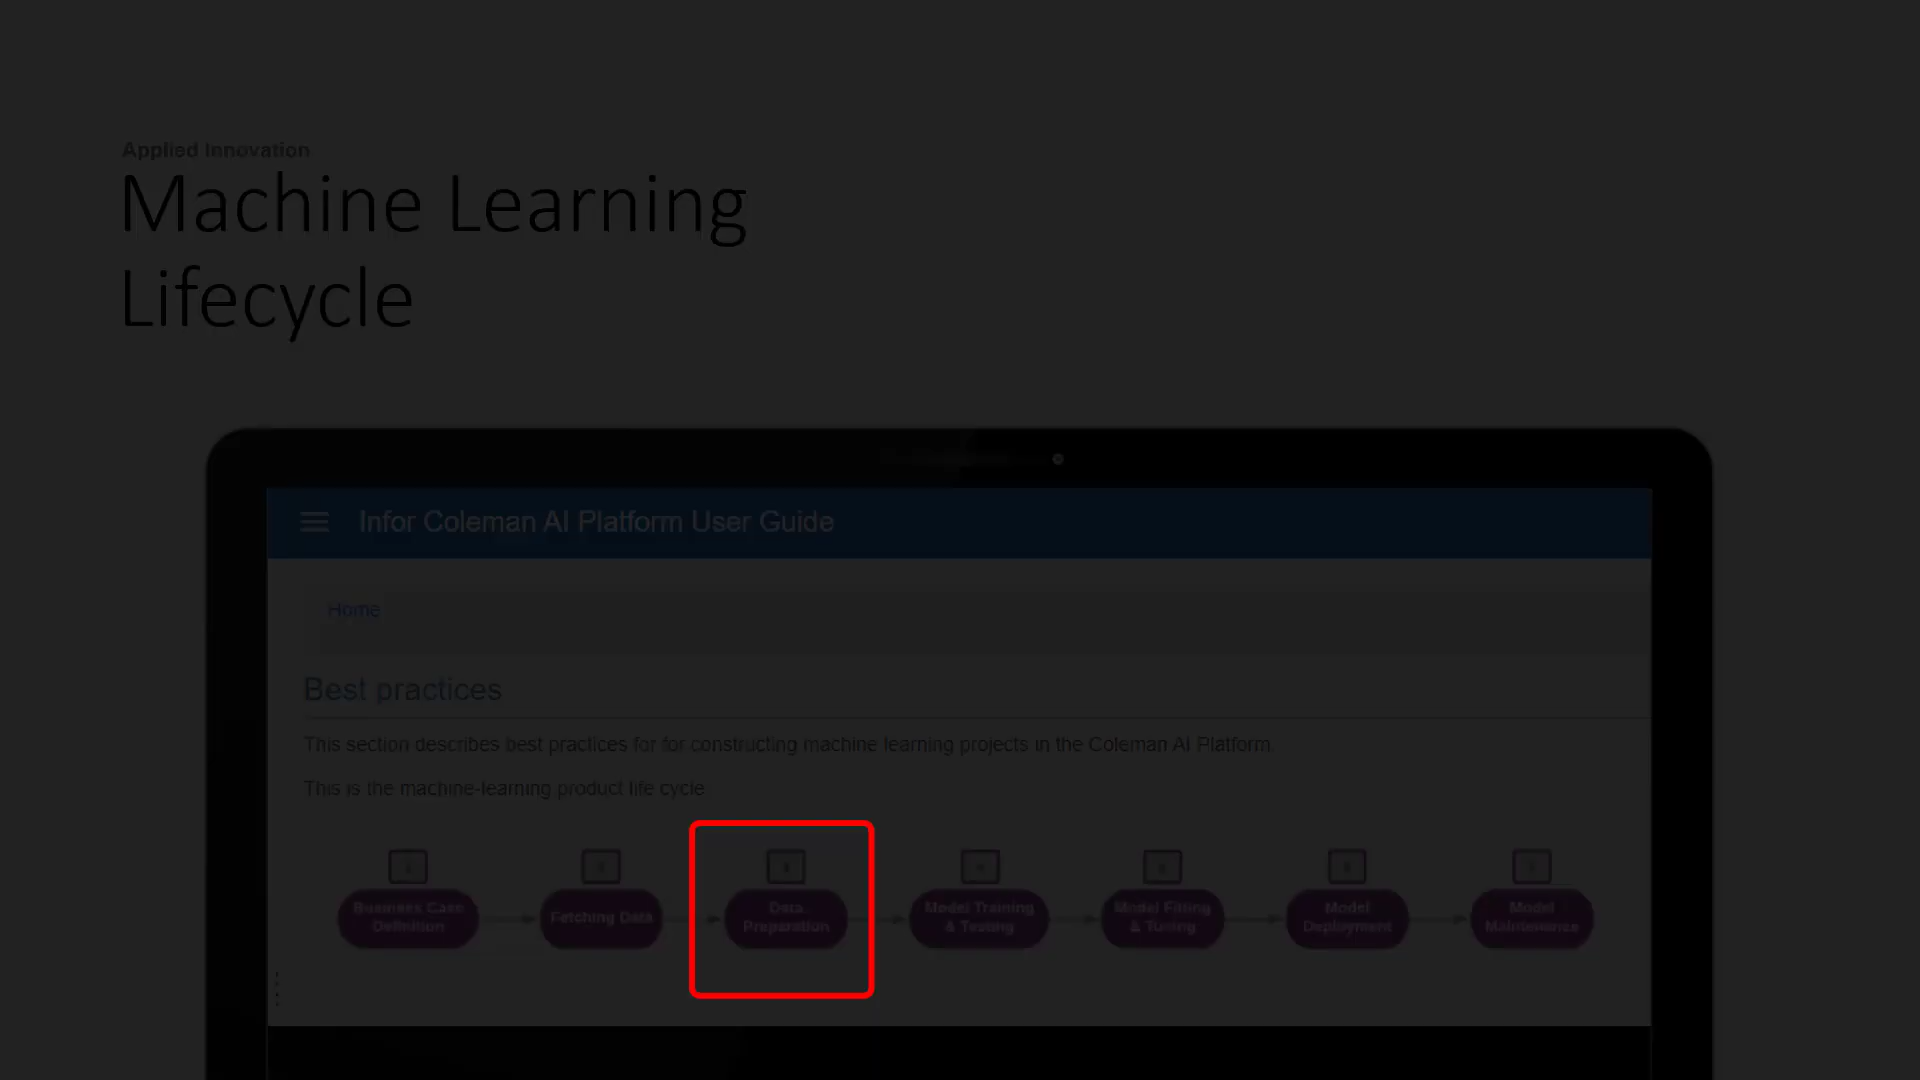 Applied Innovation
Machine Learning
Lifecycle
Infor Coleman AI Platform User Guide
Home
Best practices
This section describes best practices for for constructing machine learning projects in the Coleman AI Platform.
This is the machine-learning product life cycle
Business Case
Definition
Fetching Data
Data
Preparation
Model Training
& Testing
Model Fitting
& Tuning
Model
Deployment
Model
Maintenance